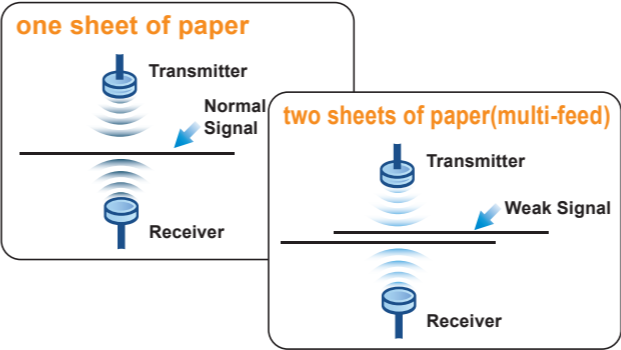 one sheet of paper
Transmitter
Normal
Signal
Receiver
two sheets of paper(multi-feed)
Transmitter
Weak Signal
Receiver